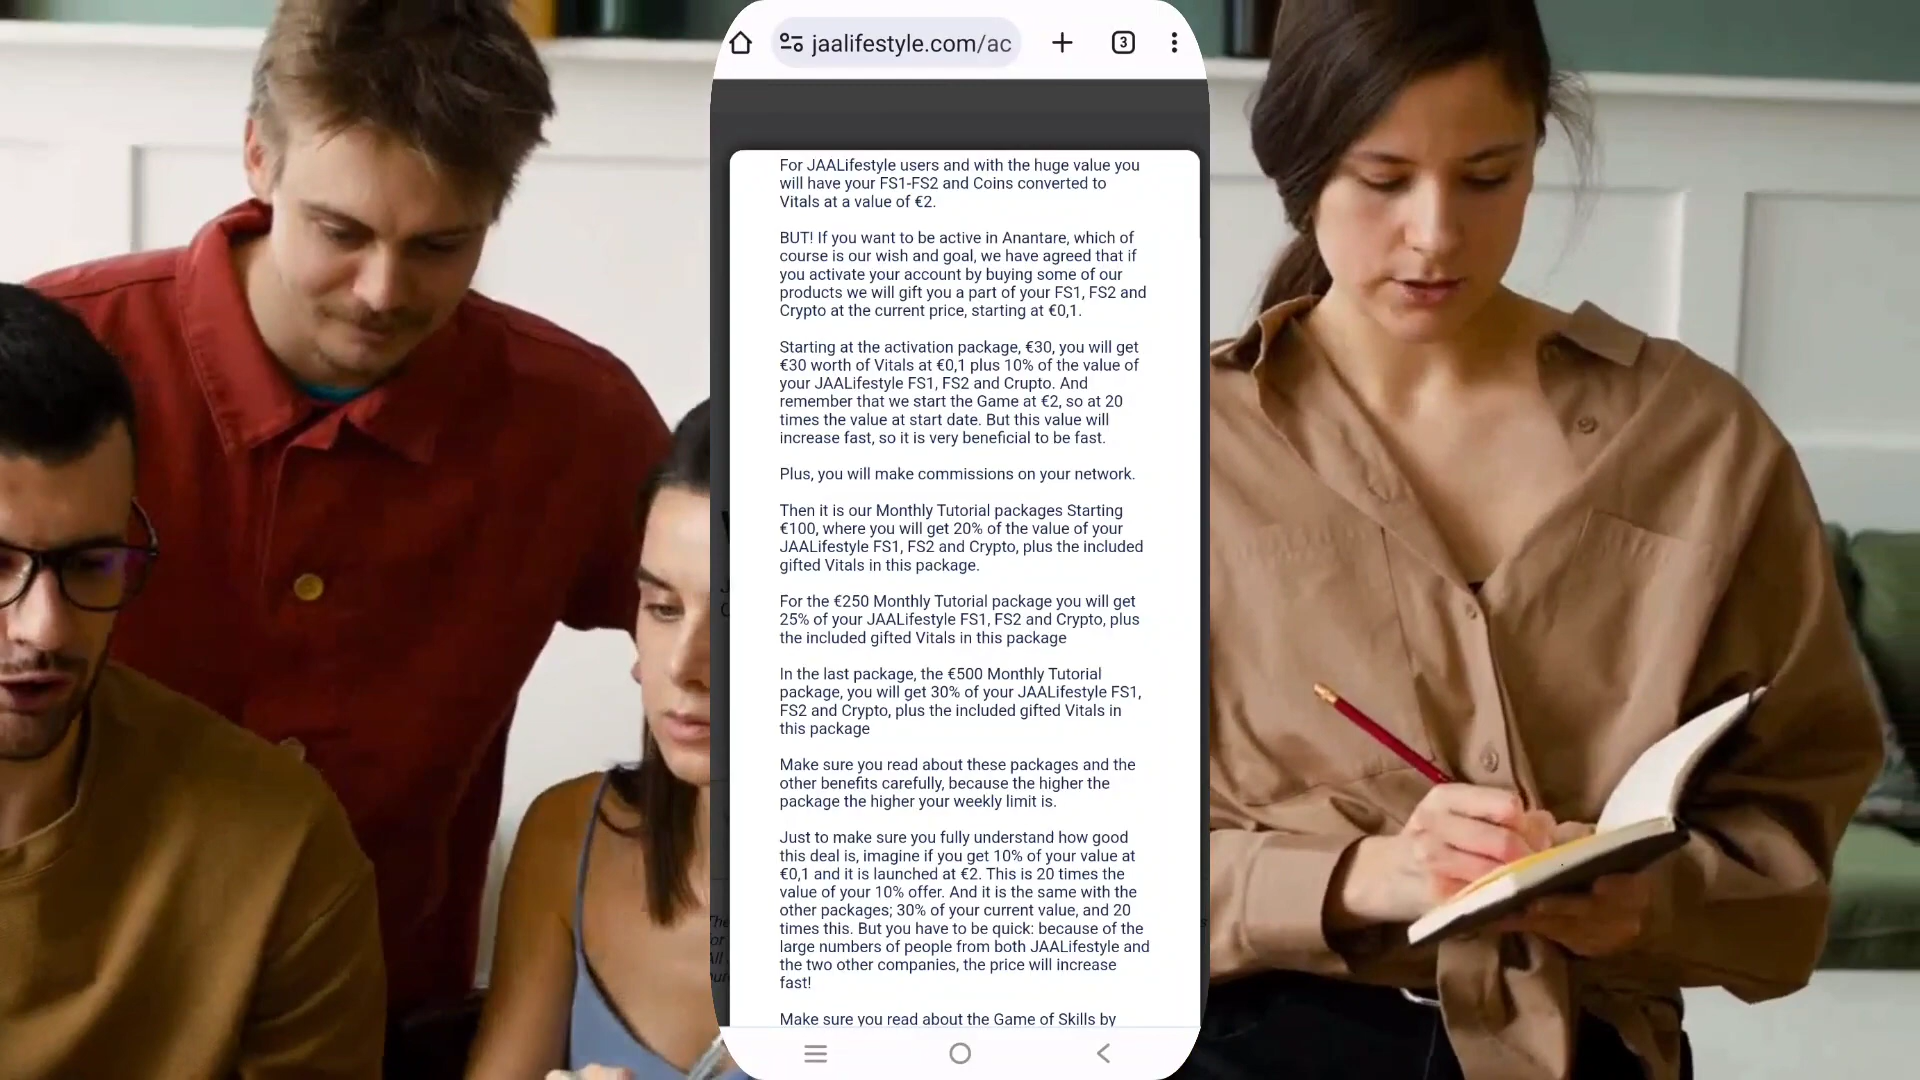 jaalifestyle.com/ac
3
For JAALifestyle users and with the huge value you
will have your FS1-FS2 and Coins converted to
Vitals at a value of €2.
BUT! If you want to be active in Anantare, which of
course is our wish and goal, we have agreed that if
you activate your account by buying some of our
products we will gift you a part of your FS1, FS2 and
Crypto at the current price, starting at €0,1.
Starting at the activation package, €30, you will get
€30 worth of Vitals at €0,1 plus 10% of the value of
your JAALifestyle FS1, FS2 and Crupto. And
remember that we start the Game at €2, so at 20
times the value at start date. But this value will
increase fast, so it is very beneficial to be fast.
Plus, you will make commissions on your network.
Then it is our Monthly Tutorial packages Starting
€100, where you will get 20% of the value of your
JAALifestyle FS1, FS2 and Crypto, plus the included
gifted Vitals in this package.
For the €250 Monthly Tutorial package you will get
25% of your JAALifestyle FS1, FS2 and Crypto, plus
the included gifted Vitals in this package
In the last package, the €500 Monthly Tutorial
package, you will get 30% of your JAALifestyle FS1,
FS2 and Crypto, plus the included gifted Vitals in
this package
Make sure you read about these packages and the
other benefits carefully, because the higher the
package the higher your weekly limit is.
Just to make sure you fully understand how good
this deal is, imagine if you get 10% of your value at
€0,1 and it is launched at €2. This is 20 times the
value of your 10% offer. And it is the same with the
other packages; 30% of your current value, and 20
times this. But you have to be quick: because of the
large numbers of people from both JAALifestyle and
the two other companies, the price will increase
fast!
Make sure you read about the Game of Skills by